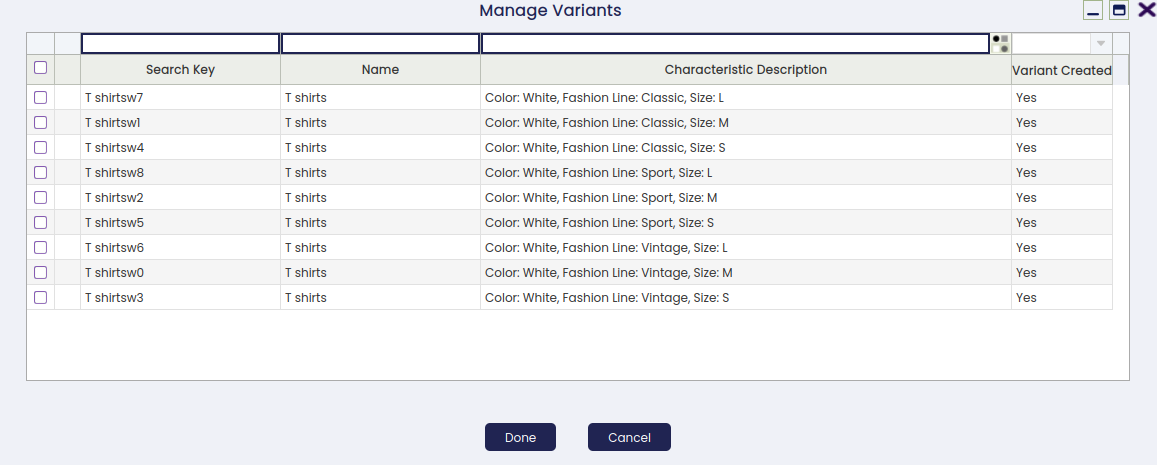 Manage Variants
Search Key Name Characteristic Description Variant Created
T shirtsw7 T shirts Color: White, Fashion Line: Classic, Size: L Yes
T shirtsw1 T shirts Color: White, Fashion Line: Classic, Size: M Yes
T shirtsw4 T shirts Color: White, Fashion Line: Classic, Size: S Yes
T shirtsw8 T shirts Color: White, Fashion Line: Sport, Size: L Yes
T shirtsw2 T shirts Color: White, Fashion Line: Sport, Size: M Yes
T shirtsw5 T shirts Color: White, Fashion Line: Sport, Size: S Yes
T shirtsw6 T shirts Color: White, Fashion Line: Vintage, Size: L Yes
T shirtsw0 T shirts Color: White, Fashion Line: Vintage, Size: M Yes
T shirtsw3 T shirts Color: White, Fashion Line: Vintage, Size: S Yes
Done Cancel